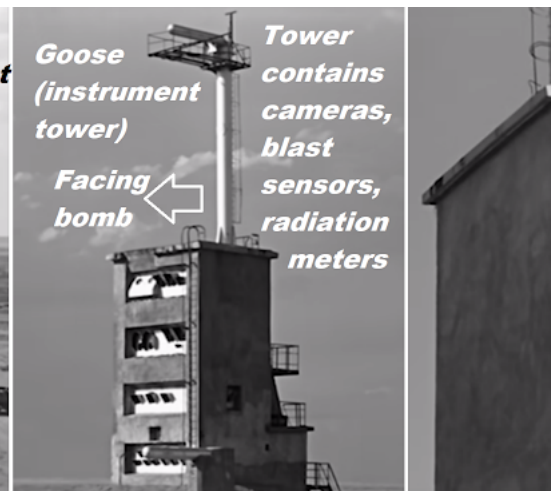 t
Goose
(instrument
tower)
Facing
bomb
Tower
contains
cameras,
blast
sensors,
radiation
meters